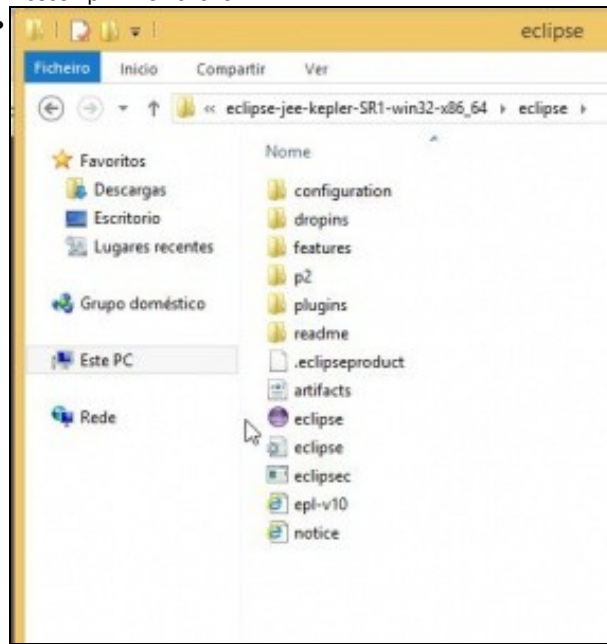 eclipse
Ficheiro Inicio Compartir Ver
« eclipse-jee-kepler-SR1-win32-x86_64 eclipse
Favoritos
Descargas
Escritorio
Lugares recentes
Grupo doméstico
Este PC
Rede
Nome
configuration
dropins
features
p2
plugins
readme
.eclipseproduct
artifacts
eclipse
eclipse
eclipsec
epl-v10
notice